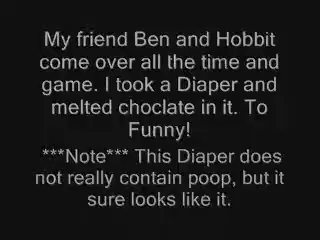 My friend Ben and Hobbit
come over all the time and
game. I took a Diaper and
melted choclate in it. To
Funny!
***Note*** This Diaper does
not really contain poop, but it
sure looks like it.